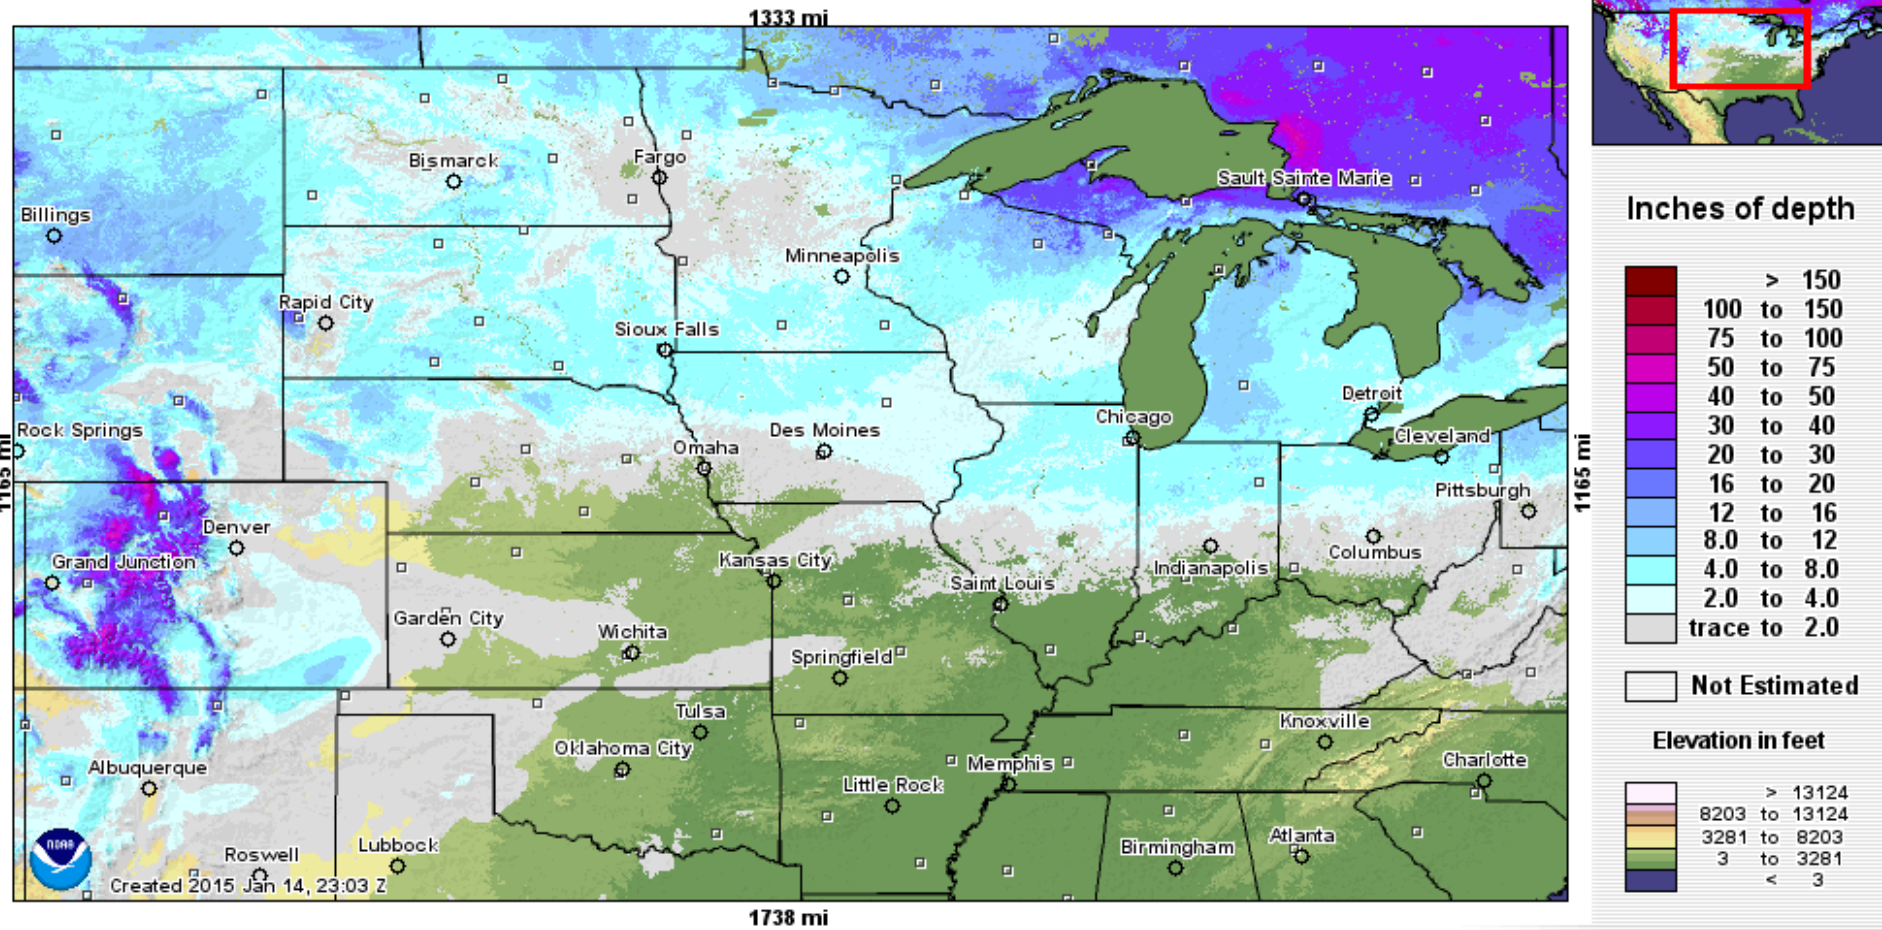 1333 mi
Bismarck
Fargo
Sault Sainte Marie
Billings
Minneapolis
Rapid City
Sioux Falls
Detroit
Chicago
Rock Springs
Des Moines
Cleveland
Omaha
1165 mi
1165 mi
Pittsburgh
Denver
Columbus
Grand Junction
Kansas City
Indianapolis
Saint Louis
Garden City
Wichita
Springfield
Tulsa
Knoxville
Oklahoma City
Albuquerque
Memphis
Charlotte
Little Rock
Atlanta
Lubbock
Birmingham
Roswell
NOAA
Created 2015 Jan 14, 23:03 Z
1738 mi
Inches of depth
> 150
100 to 150
75 to 100
50 to 75
40 to 50
30 to 40
20 to 30
16 to 20
12 to 16
8.0 to 12
4.0 to 8.0
2.0 to 4.0
trace to 2.0
Not Estimated
Elevation in feet
> 13124
8203 to 13124
3281 to 8203
3 to 3281
< 3